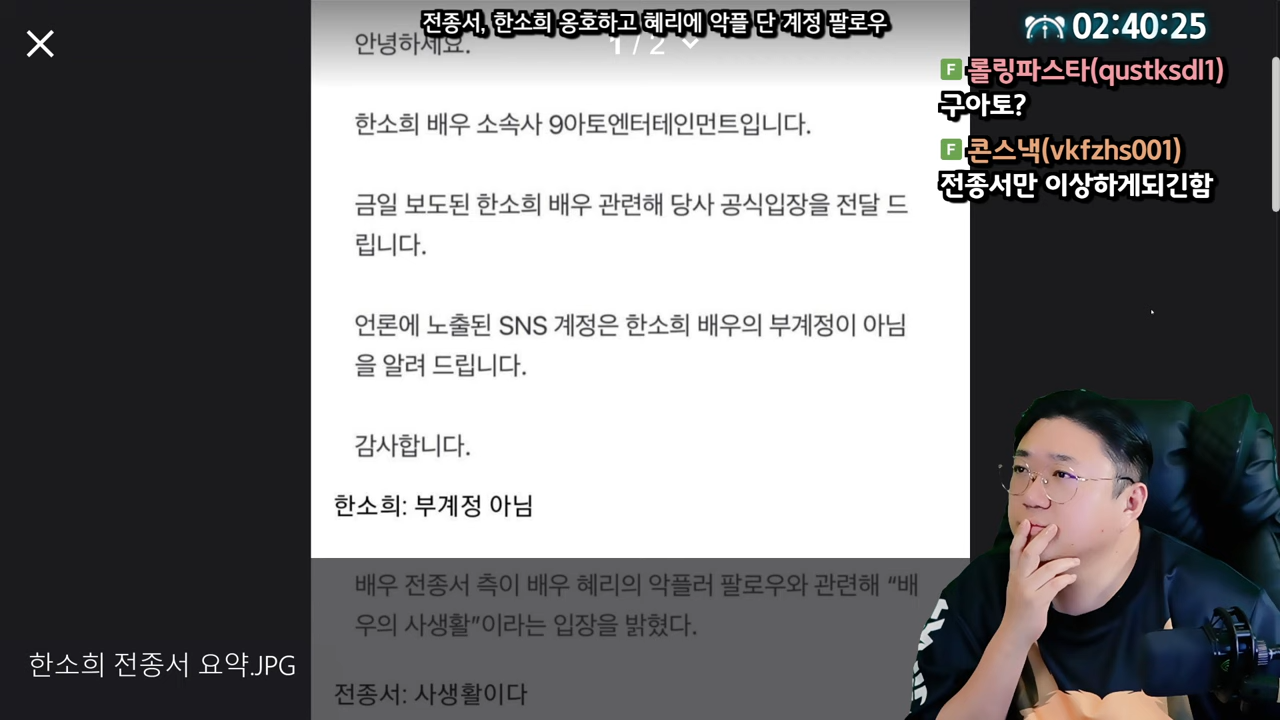 전종서, 한소희 옹호하고 혜리에 악플 단 계정 팔로우
안녕하세요.
1 / 2
한소희 배우 소속사 9아토엔터테인먼트입니다.
금일 보도된 한소희 배우 관련해 당사 공식입장을 전달 드
립니다.
언론에 노출된 SNS 계정은 한소희 배우의 부계정이 아님
을 알려 드립니다.
감사합니다.
한소희: 부계정 아님
배우 전종서 측이 배우 혜리의 악플러 팔로우와 관련해 “배
우의 사생활”이라는 입장을 밝혔다.
전종서: 사생활이다
한소희 전종서 요약.JPG
02:40:25
F 롤링파스타(qustksdl1)
구아토?
F 콘스낵(vkfzhs001)
전종서만 이상하게되긴함